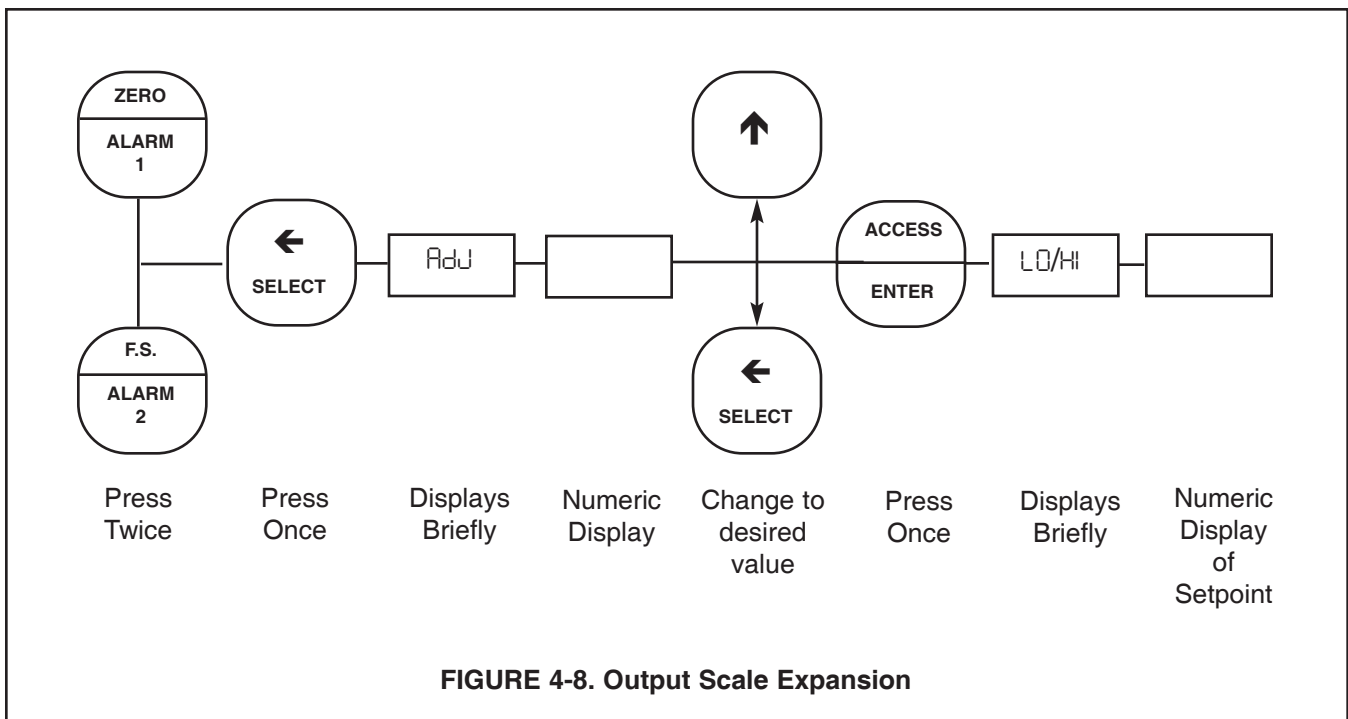 ZERO
ALARM
1
←
SELECT
AdJ
↑
ACCESS
ENTER
LO/HI
F.S.
ALARM
2
←
SELECT
Press
Twice
Press
Once
Displays
Briefly
Numeric
Display
Change to
desired
value
Press
Once
Displays
Briefly
Numeric
Display
of
Setpoint
FIGURE 4-8. Output Scale Expansion